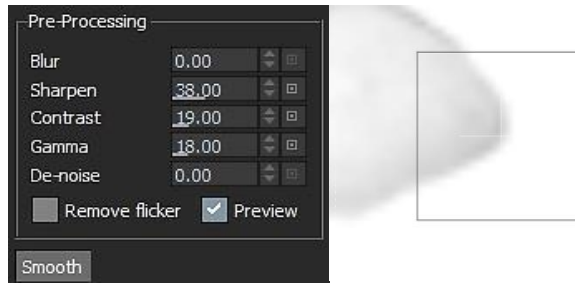 Pre-Processing
Blur 0.00
Sharpen 38.00
Contrast 19.00
Gamma 18.00
De-noise 0.00
Remove flicker Preview
Smooth